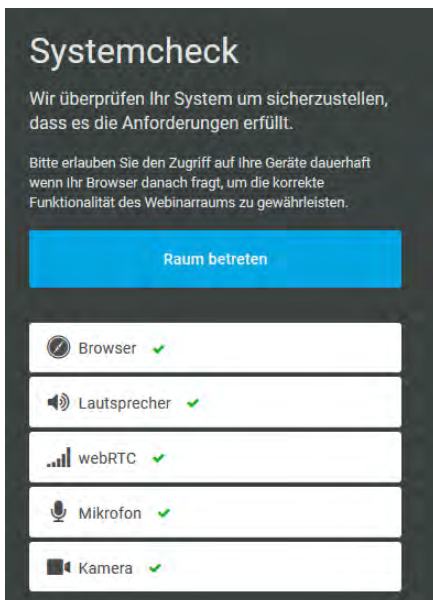 Systemcheck
Wir überprüfen Ihr System um sicherzustellen,
dass es die Anforderungen erfüllt.
Bitte erlauben Sie den Zugriff auf Ihre Geräte dauerhaft
wenn Ihr Browser danach fragt, um die korrekte
Funktionalität des Webinarraums zu gewährleisten.
Raum betreten
Browser
Lautsprecher
webRTC
Mikrofon
Kamera